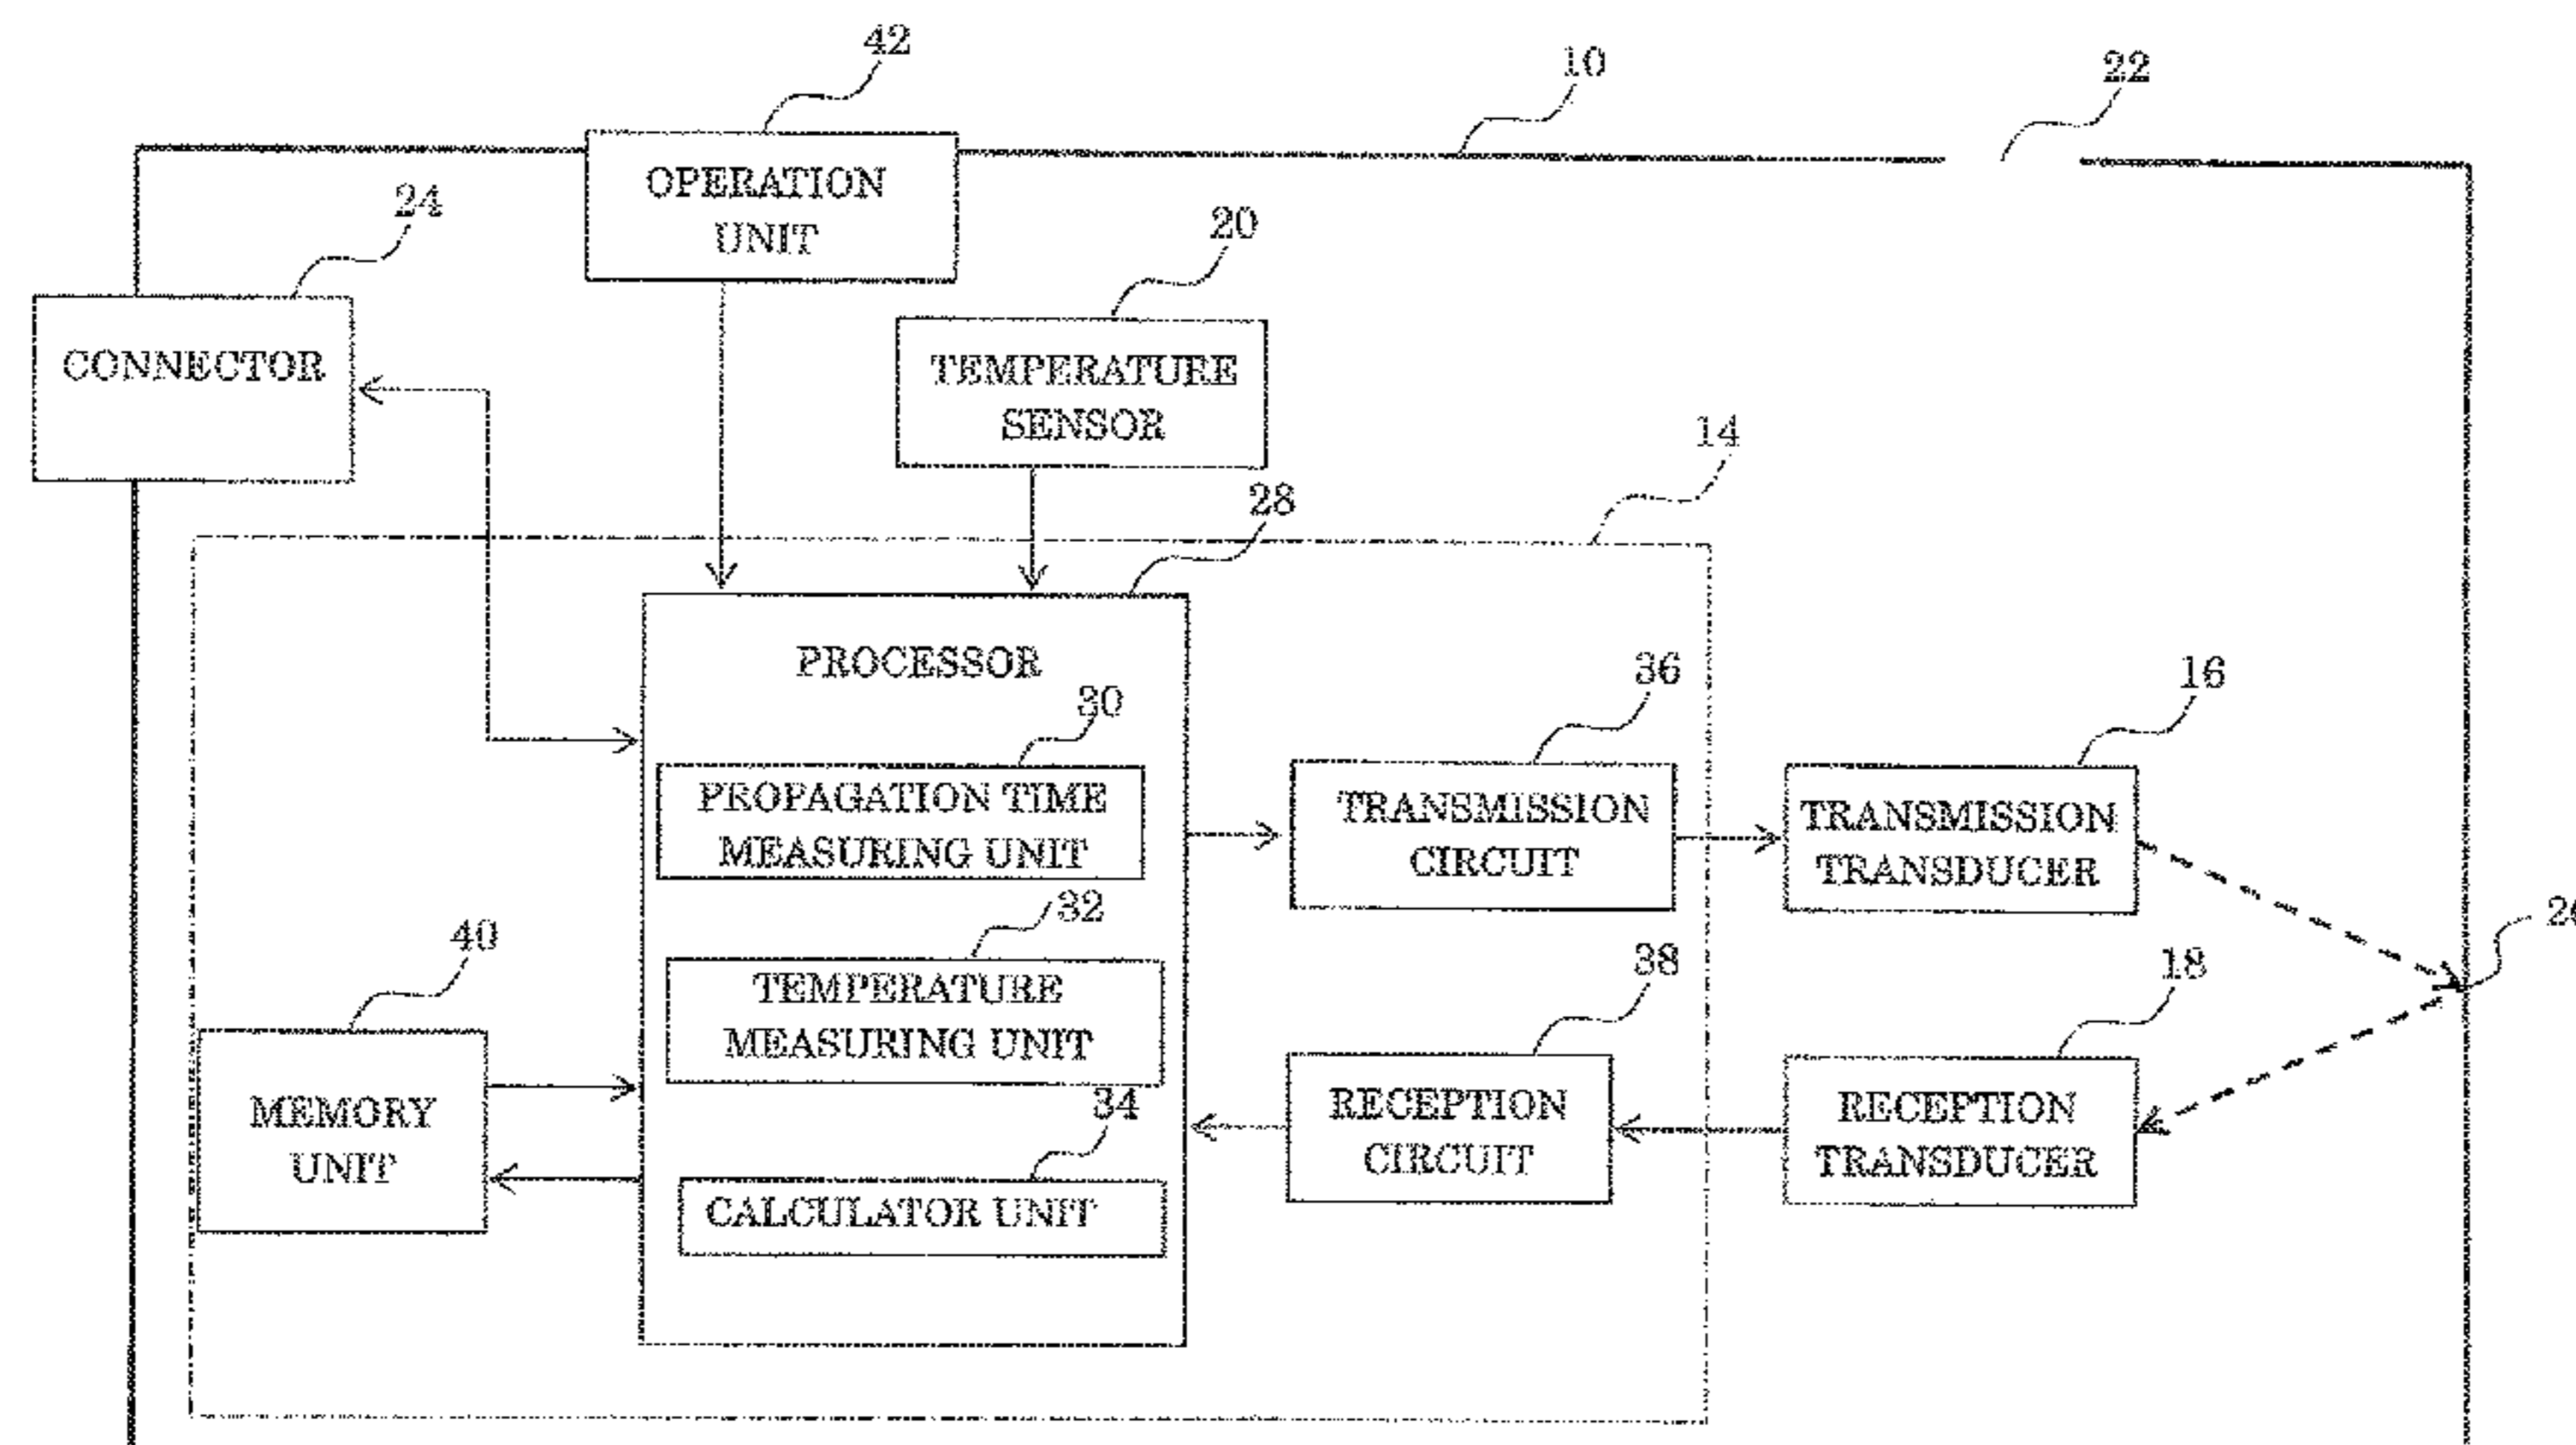 42
10
22
OPERATION
UNIT
24
20
CONNECTOR
TEMPERATURE
SENSOR
14
28
PROCESSOR
36
16
30
PROPAGATION TIME
MEASURING UNIT
TRANSMISSION
CIRCUIT
TRANSMISSION
TRANSDUCER
32
40
38
18
TEMPERATURE
MEASURING UNIT
MEMORY
UNIT
34
RECEPTION
CIRCUIT
RECEPTION
TRANSDUCER
CALCULATOR UNIT